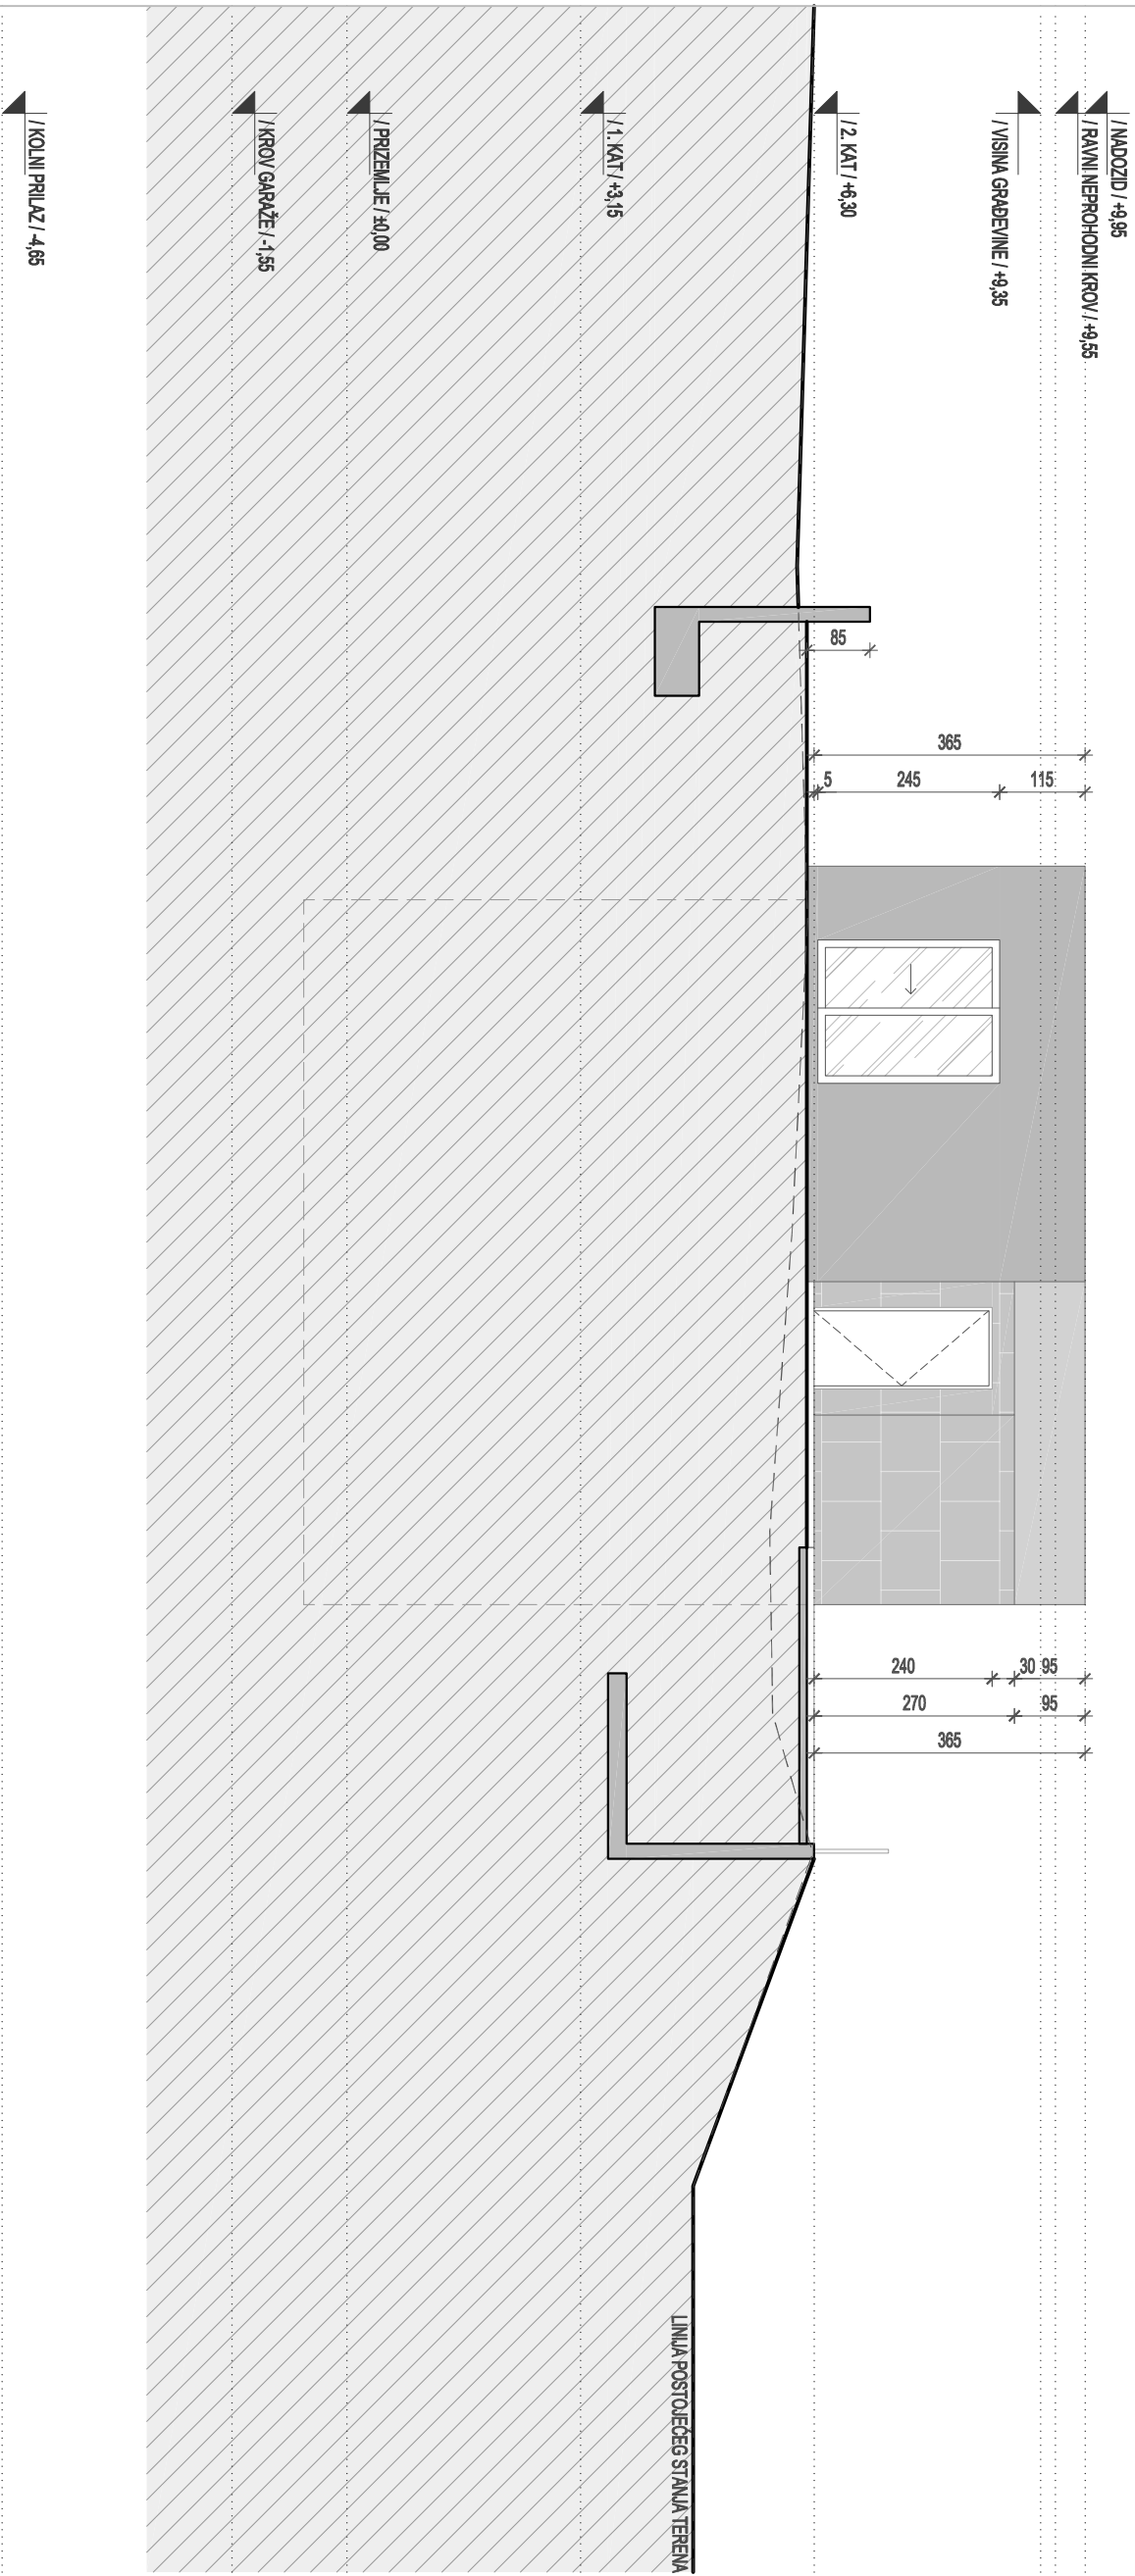 / NADOZID / +9,95
/ RAVNI NEPROHODNI KROV / +9,55
/ VISINA GRAĐEVINE / +9,35
/ 2. KAT / +6,30
/ 1. KAT / +3,15
/ PRIZEMLJE / ±0,00
/ KROV GARAŽE / -1,55
/ KOLNI PRILAZ / -4,65
85
365
5 245 115
240 30 95
270 95
365
LINIJA POSTOJEĆEG STANJA TERENA